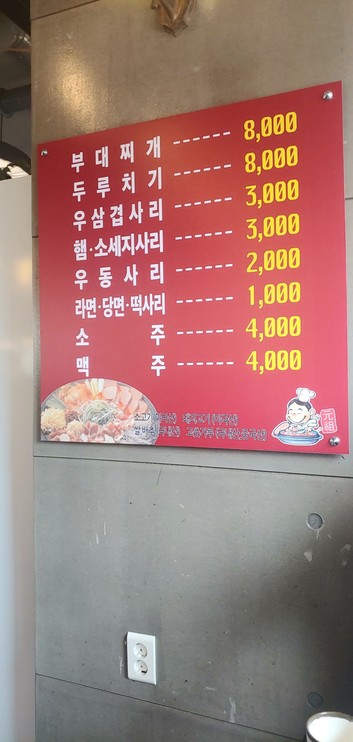 부대찌개 ------ 8,000
두루치기 ------ 8,000
우삼겹사리 ------ 3,000
햄·소세지사리 ------ 3,000
우동사리 ------ 2,000
라면·당면·떡사리 ------ 1,000
소주 ------ 4,000
맥주 ------ 4,000
元祖